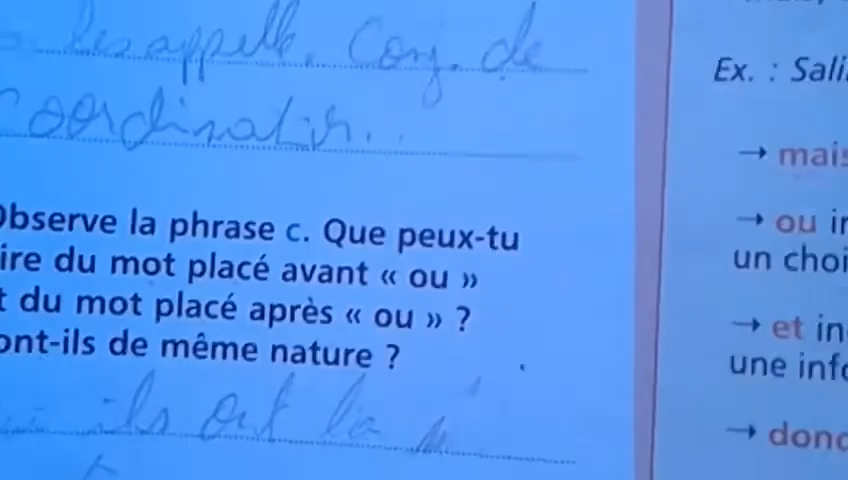 les appelle. Conj. de
Coordination..
Observe la phrase c. Que peux-tu
ire du mot placé avant « ou »
t du mot placé après « ou » ?
ont-ils de même nature ?
ils ont la
Ex. : Sali
→ mais
→ ou in
un choi
→ et in
une info
→ donc